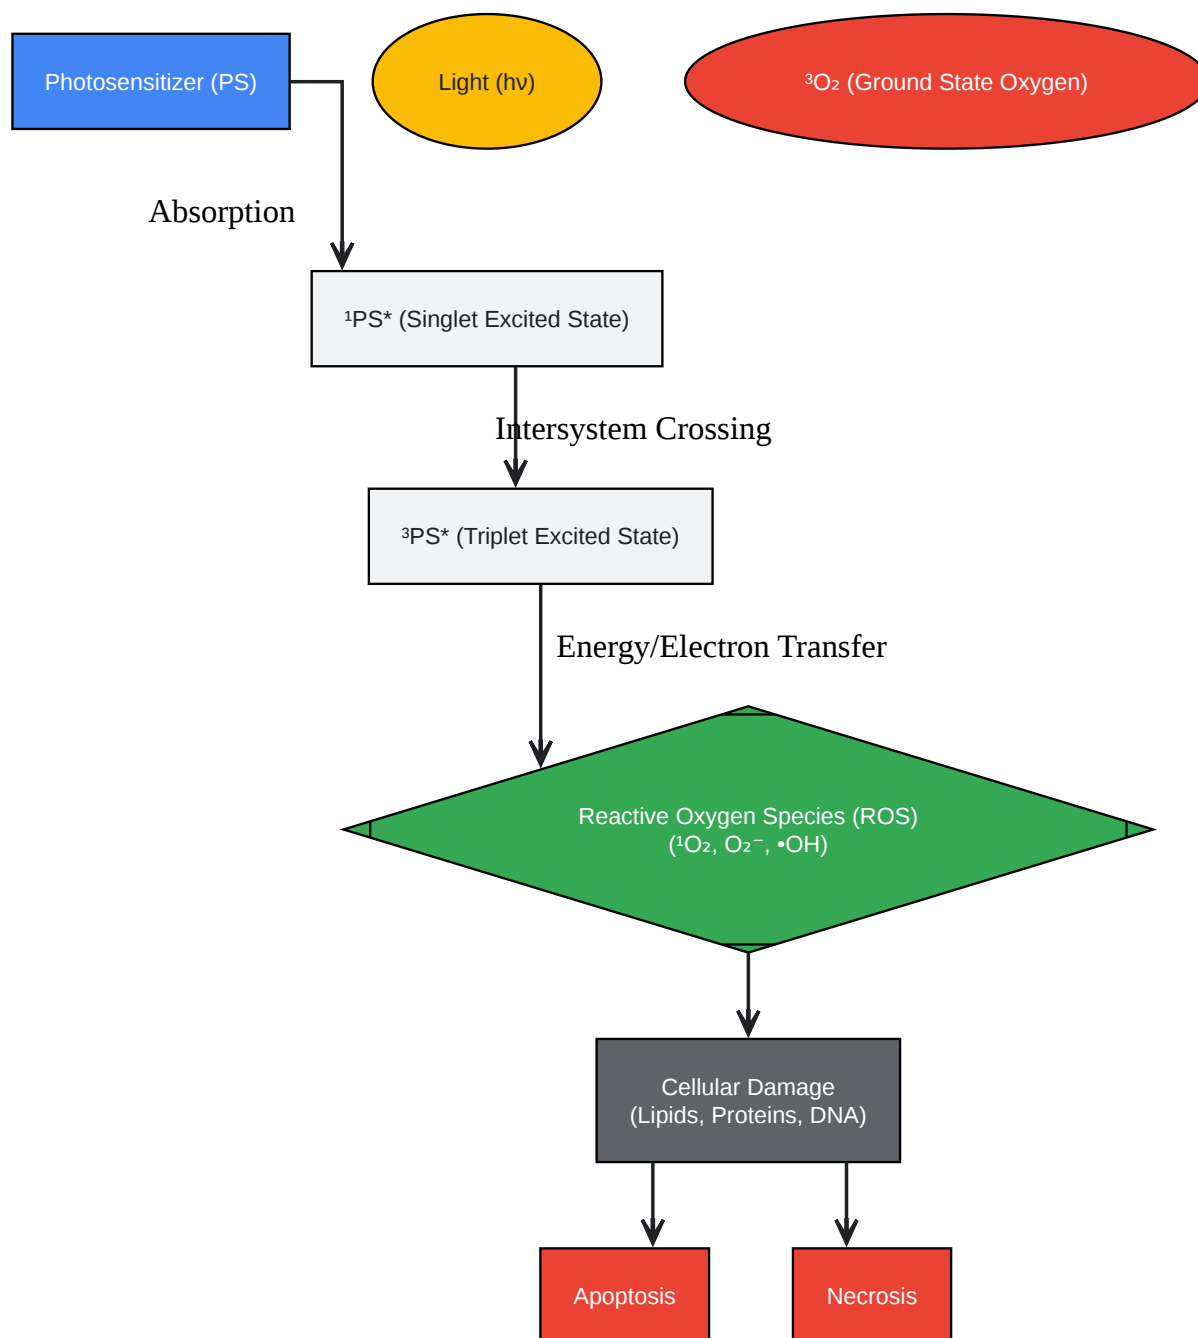 Photosensitizer (PS)
Light (hν)
³O₂ (Ground State Oxygen)
Absorption
¹PS* (Singlet Excited State)
Intersystem Crossing
³PS* (Triplet Excited State)
Energy/Electron Transfer
Reactive Oxygen Species (ROS)
(¹O₂, O₂⁻, •OH)
Cellular Damage
(Lipids, Proteins, DNA)
Apoptosis
Necrosis